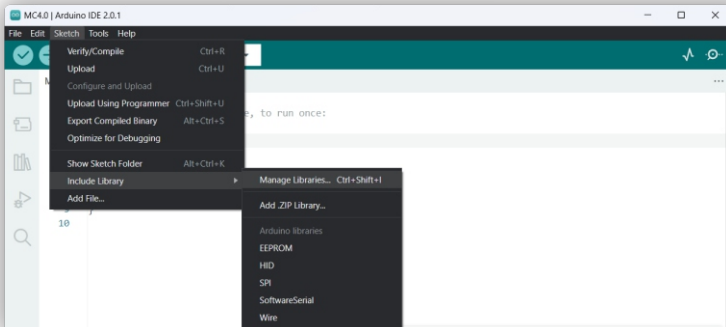 MC4.0 | Arduino IDE 2.0.1
File Edit Sketch Tools Help
Verify/Compile Ctrl+R
Upload Ctrl+U
Configure and Upload
Upload Using Programmer Ctrl+Shift+U
e, to run once:
Export Compiled Binary Alt+Ctrl+S
Optimize for Debugging
Show Sketch Folder Alt+Ctrl+K
Include Library
Manage Libraries... Ctrl+Shift+I
Add File...
Add .ZIP Library...
10
Arduino libraries
EEPROM
HID
SPI
SoftwareSerial
Wire